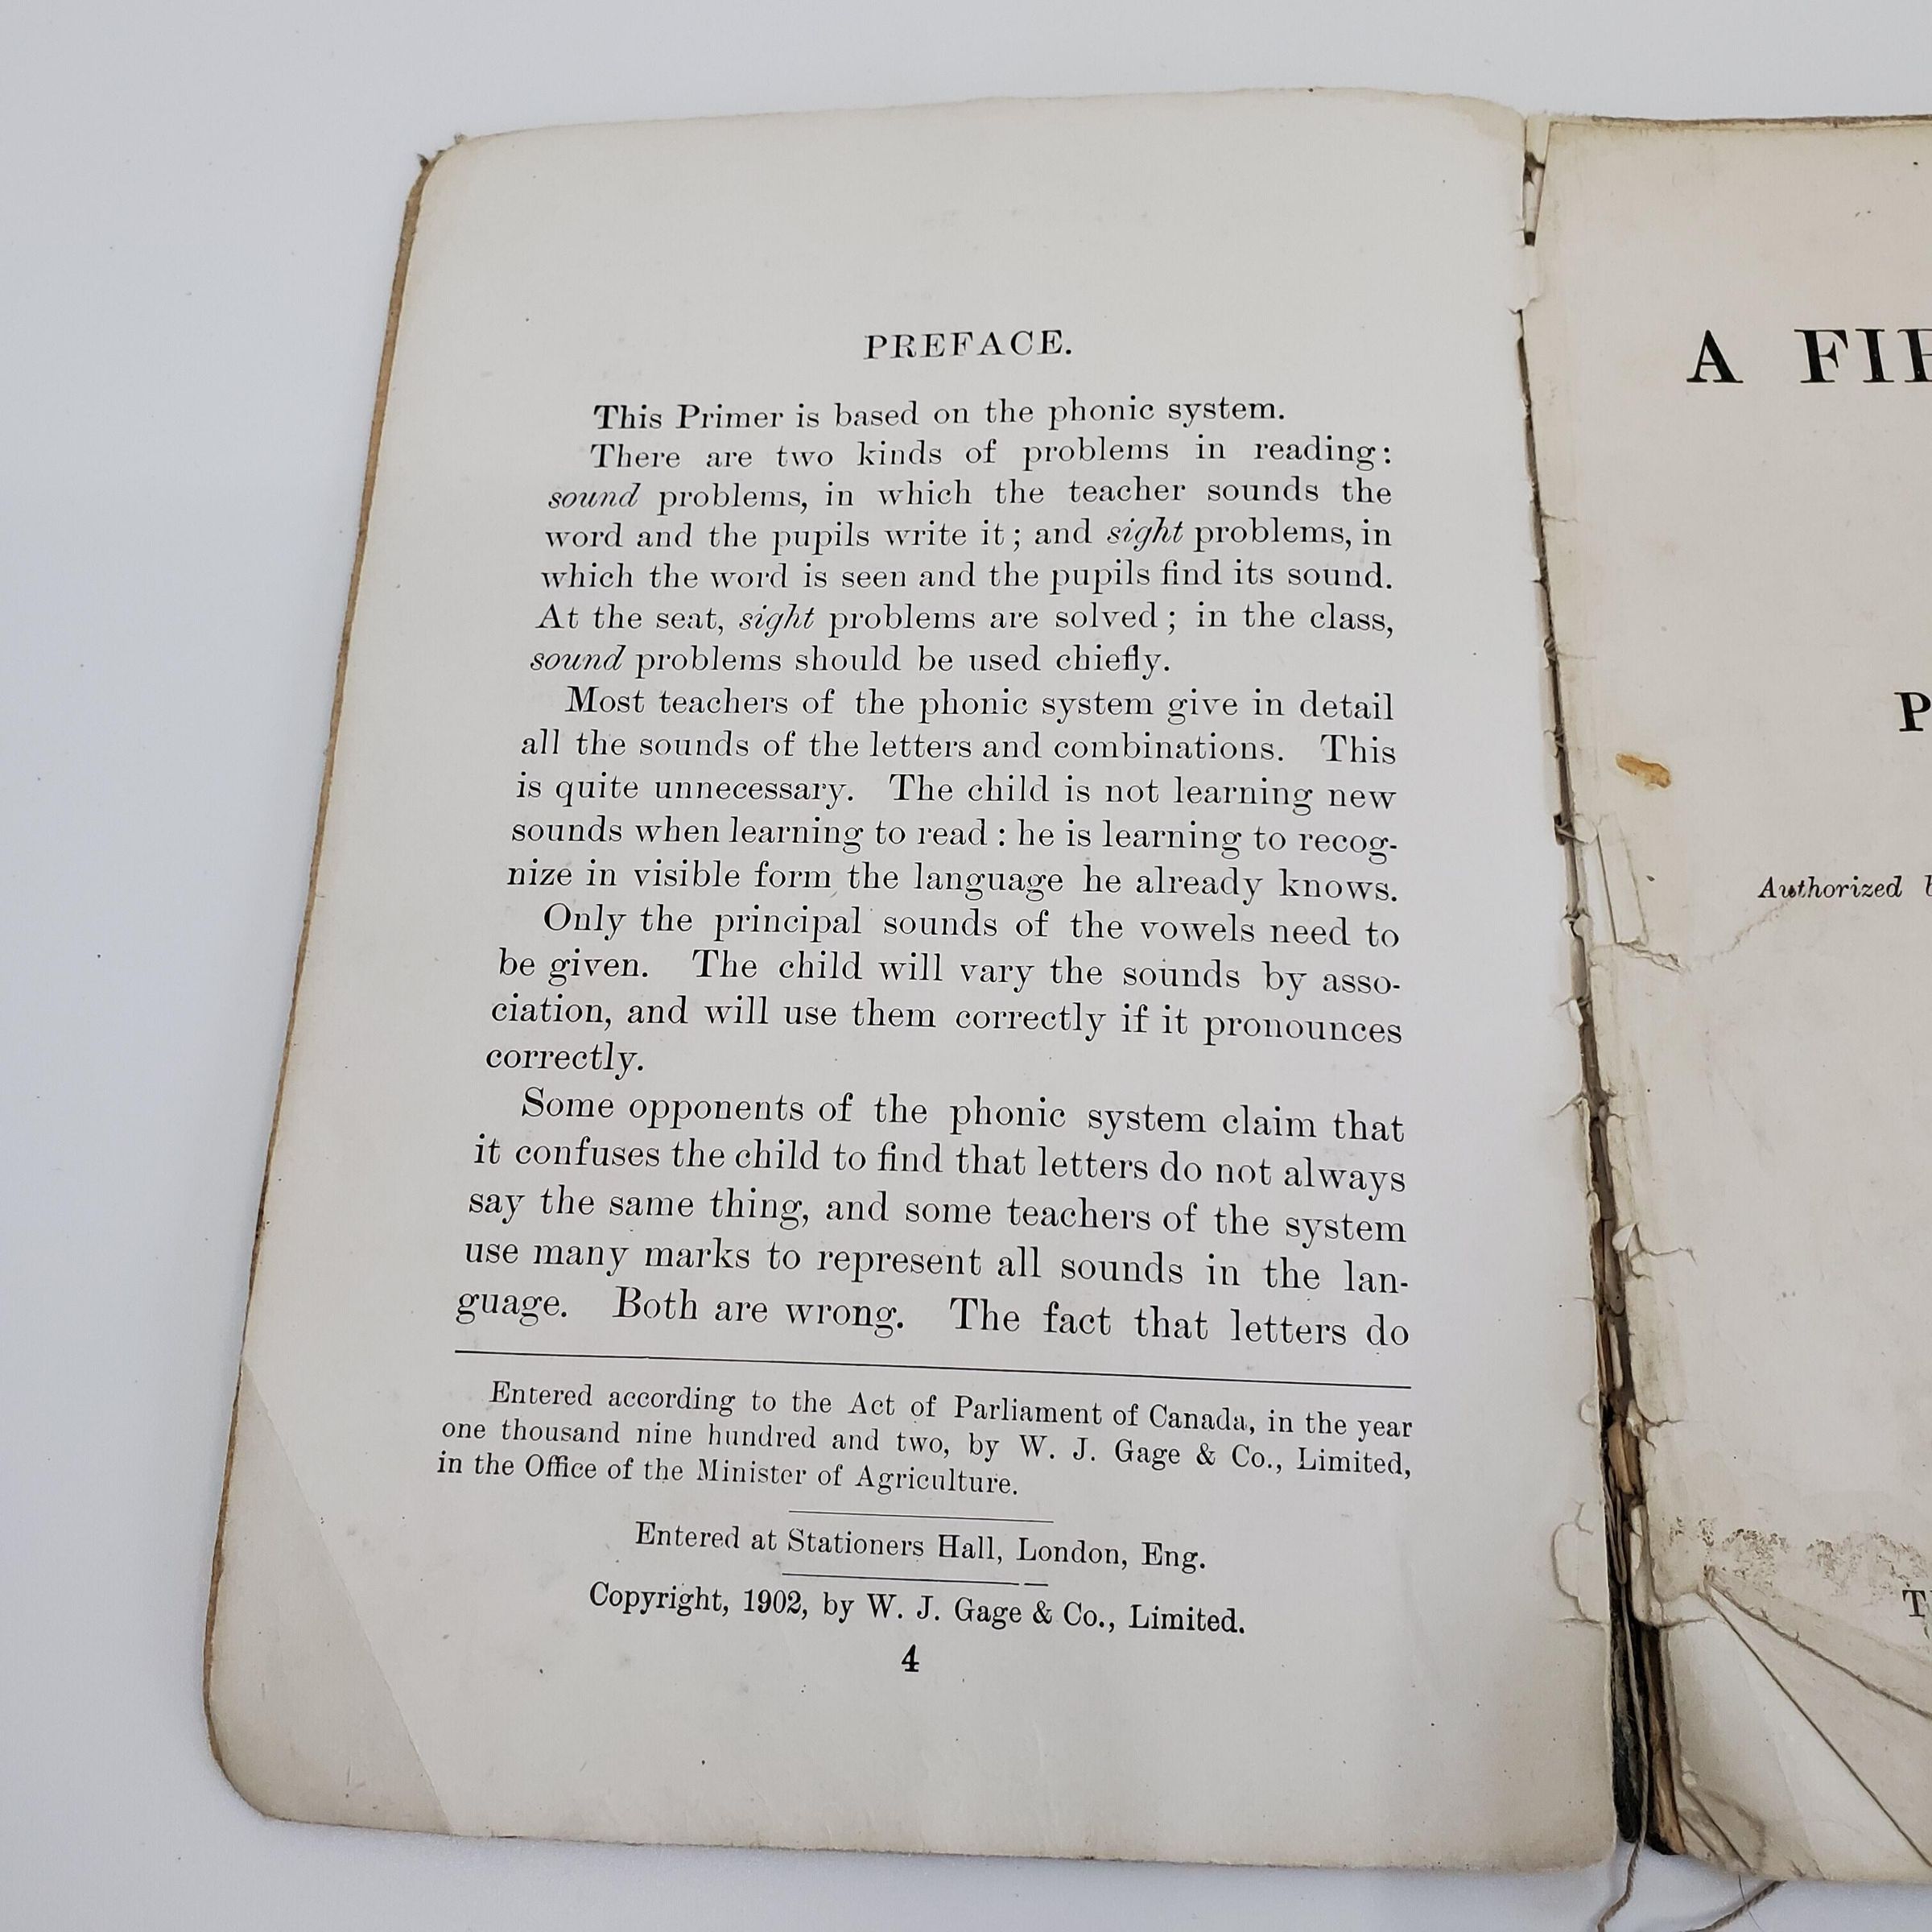 PREFACE.
This Primer is based on the phonic system.
There are two kinds of problems in reading:
sound problems, in which the teacher sounds the
word and the pupils write it; and sight problems, in
which the word is seen and the pupils find its sound.
At the seat, sight problems are solved; in the class,
sound problems should be used chiefly.
Most teachers of the phonic system give in detail
all the sounds of the letters and combinations. This
is quite unnecessary. The child is not learning new
sounds when learning to read: he is learning to recog-
nize in visible form the language he already knows.
Only the principal sounds of the vowels need to
be given. The child will vary the sounds by asso-
ciation, and will use them correctly if it pronounces
correctly.
Some opponents of the phonic system claim that
it confuses the child to find that letters do not always
say the same thing, and some teachers of the system
use many marks to represent all sounds in the lan-
guage. Both are wrong. The fact that letters do
Entered according to the Act of Parliament of Canada, in the year
one thousand nine hundred and two, by W. J. Gage & Co., Limited,
in the Office of the Minister of Agriculture.
Entered at Stationers Hall, London, Eng.
Copyright, 1902, by W. J. Gage & Co., Limited.
4
A
Authorized